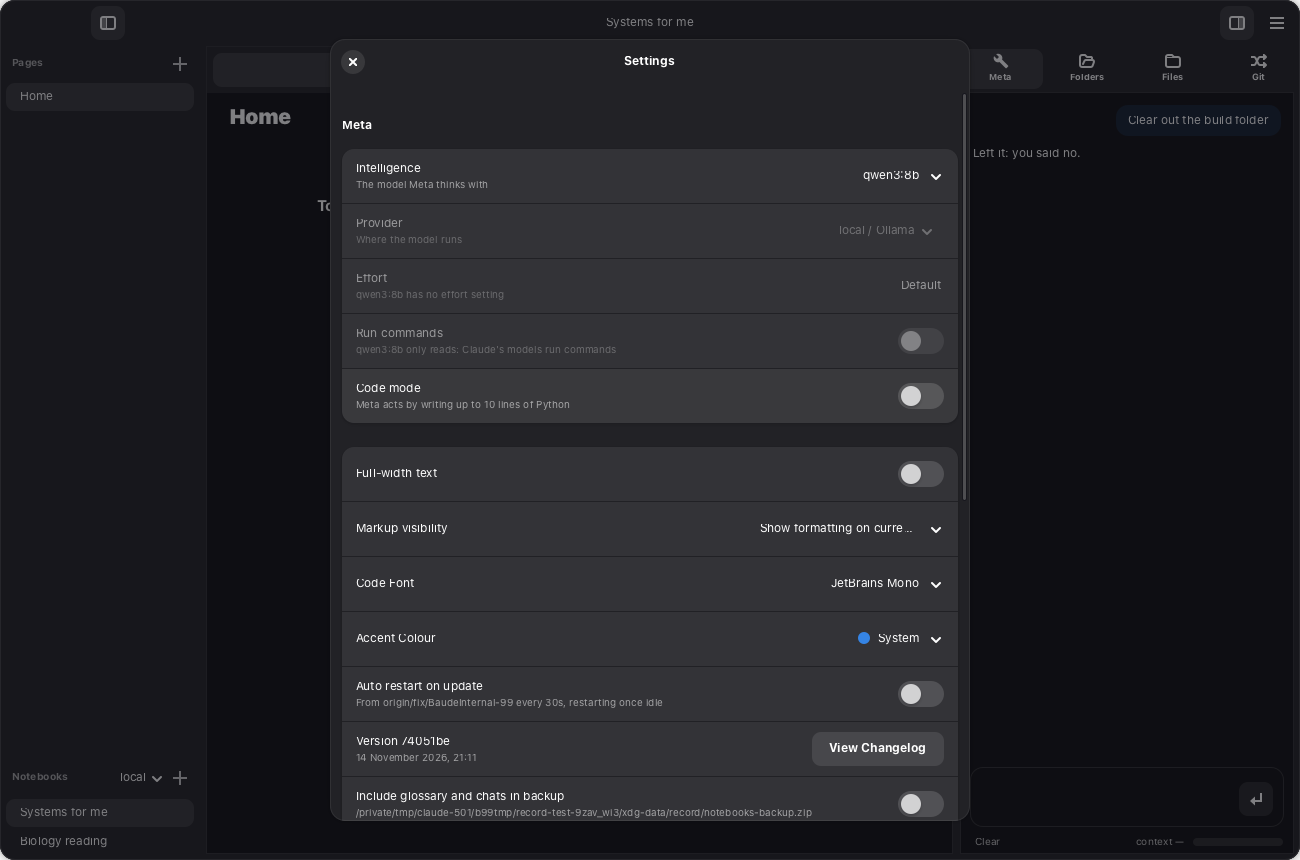 Systems for me
Pages
Home
Home
To
Settings
Meta
Intelligence
The model Meta thinks with
qwen3:8b
Provider
Where the model runs
local / Ollama
Effort
qwen3:8b has no effort setting
Default
Run commands
qwen3:8b only reads: Claude's models run commands
Code mode
Meta acts by writing up to 10 lines of Python
Full-width text
Markup visibility
Show formatting on curre...
Code Font
JetBrains Mono
Accent Colour
System
Auto restart on update
From origin/fix/BaudeInternal-99 every 30s, restarting once idle
Version 74051be
14 November 2026, 21:11
View Changelog
Include glossary and chats in backup
/private/tmp/claude-501/b99tmp/record-test-9zav_wi3/xdg-data/record/notebooks-backup.zip
Meta
Folders
Files
Git
Clear out the build folder
Left it: you said no.
Clear
context —
Notebooks
local
Systems for me
Biology reading